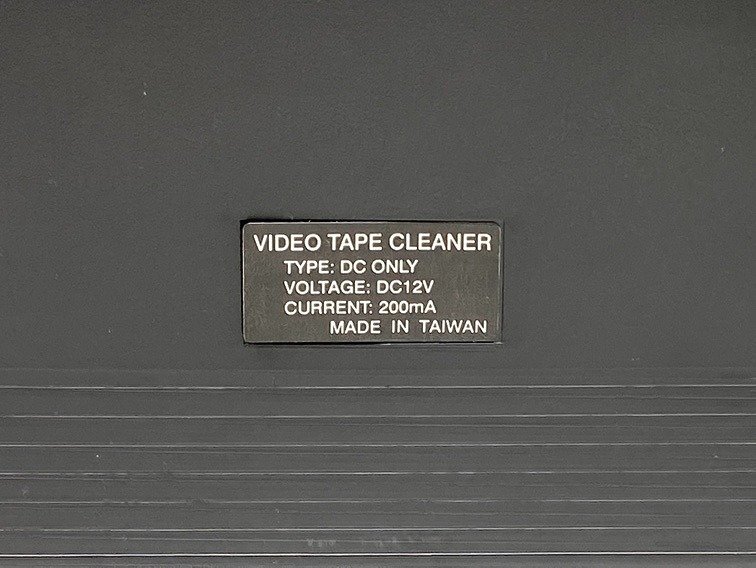 VIDEO TAPE CLEANER
TYPE: DC ONLY
VOLTAGE: DC12V
CURRENT: 200mA
MADE IN TAIWAN